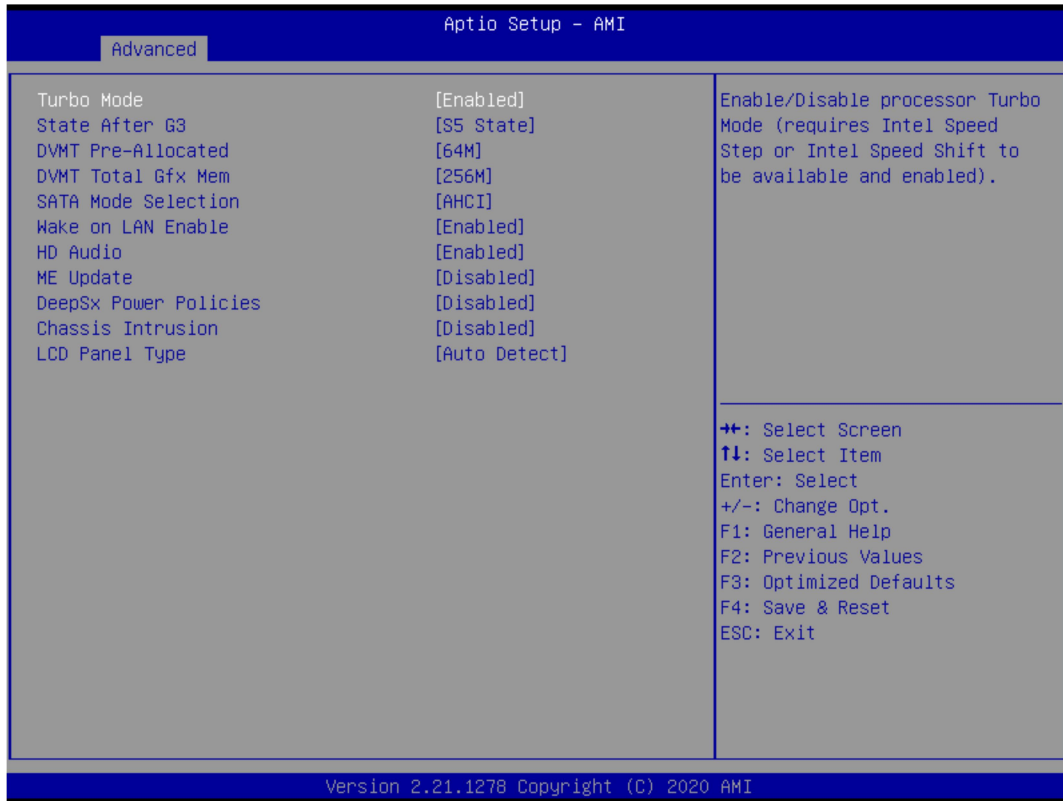 Aptio Setup - AMI
Advanced
Turbo Mode [Enabled]
State After G3 [S5 State]
DVMT Pre-Allocated [64M]
DVMT Total Gfx Mem [256M]
SATA Mode Selection [AHCI]
Wake on LAN Enable [Enabled]
HD Audio [Enabled]
ME Update [Disabled]
DeepSx Power Policies [Disabled]
Chassis Intrusion [Disabled]
LCD Panel Type [Auto Detect]
Enable/Disable processor Turbo
Mode (requires Intel Speed
Step or Intel Speed Shift to
be available and enabled).
→←: Select Screen
↑↓: Select Item
Enter: Select
+/-: Change Opt.
F1: General Help
F2: Previous Values
F3: Optimized Defaults
F4: Save & Reset
ESC: Exit
Version 2.21.1278 Copyright (C) 2020 AMI